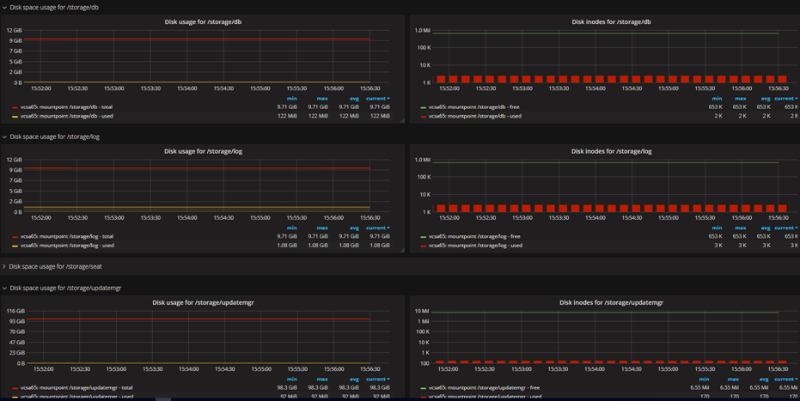 Disk space usage for /storage/db
Disk usage for /storage/db
12 GiB
9 GiB
7 GiB
5 GiB
2 GiB
0 B
15:52:00 15:52:30 15:53:00 15:53:30 15:54:00 15:54:30 15:55:00 15:55:30 15:56:00 15:56:30
min max avg current
vcsa65: mountpoint /storage/db - total 9.71 GiB 9.71 GiB 9.71 GiB 9.71 GiB
vcsa65: mountpoint /storage/db - used 122 MiB 122 MiB 122 MiB 122 MiB
Disk inodes for /storage/db
1.0 Mil
100 K
10 K
1 K
15:52:00 15:52:30 15:53:00 15:53:30 15:54:00 15:54:30 15:55:00 15:55:30 15:56:00 15:56:30
min max avg current
vcsa65: mountpoint /storage/db - free 653 K 653 K 653 K 653 K
vcsa65: mountpoint /storage/db - used 2 K 2 K 2 K 2 K
Disk space usage for /storage/log
Disk usage for /storage/log
12 GiB
9 GiB
7 GiB
5 GiB
2 GiB
0 B
15:52:00 15:52:30 15:53:00 15:53:30 15:54:00 15:54:30 15:55:00 15:55:30 15:56:00 15:56:30
min max avg current
vcsa65: mountpoint /storage/log - total 9.71 GiB 9.71 GiB 9.71 GiB 9.71 GiB
vcsa65: mountpoint /storage/log - used 1.08 GiB 1.08 GiB 1.08 GiB 1.08 GiB
Disk inodes for /storage/log
1.0 Mil
100 K
10 K
1 K
15:52:00 15:52:30 15:53:00 15:53:30 15:54:00 15:54:30 15:55:00 15:55:30 15:56:00 15:56:30
min max avg current
vcsa65: mountpoint /storage/log - free 653 K 653 K 653 K 653 K
vcsa65: mountpoint /storage/log - used 3 K 3 K 3 K 3 K
Disk space usage for /storage/seat
Disk space usage for /storage/updatemgr
Disk usage for /storage/updatemgr
116 GiB
93 GiB
70 GiB
47 GiB
23 GiB
0 B
15:52:00 15:52:30 15:53:00 15:53:30 15:54:00 15:54:30 15:55:00 15:55:30 15:56:00 15:56:30
min max avg current
vcsa65: mountpoint /storage/updatemgr - total 98.3 GiB 98.3 GiB 98.3 GiB 98.3 GiB
vcsa65: mountpoint /storage/updatemgr - used 92 MiB 92 MiB 92 MiB 92 MiB
Disk inodes for /storage/updatemgr
10 Mil
1.0 Mil
100 K
10 K
1 K
100
15:52:00 15:52:30 15:53:00 15:53:30 15:54:00 15:54:30 15:55:00 15:55:30 15:56:00 15:56:30
min max avg current
vcsa65: mountpoint /storage/updatemgr - free 6.55 Mil 6.55 Mil 6.55 Mil 6.55 Mil
vcsa65: mountpoint /storage/updatemgr - used 170 170 170 170